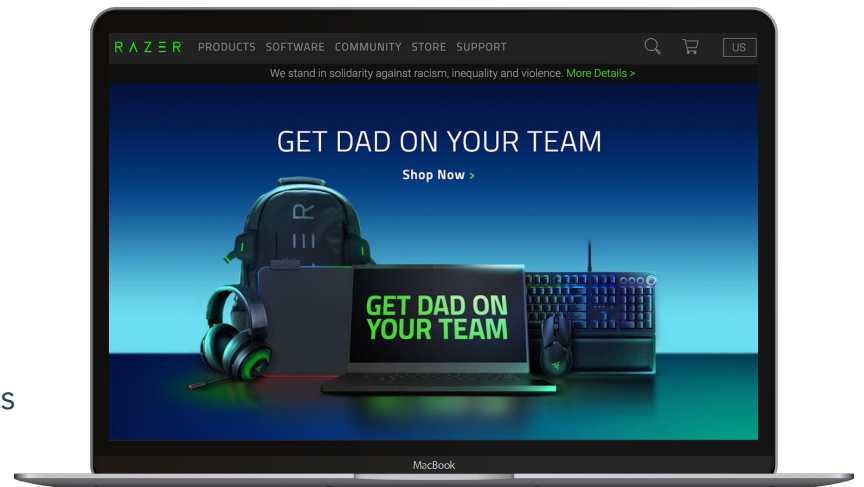 RAZER PRODUCTS SOFTWARE COMMUNITY STORE SUPPORT US
We stand in solidarity against racism, inequality and violence. More Details >
GET DAD ON YOUR TEAM
Shop Now >
GET DAD ON
YOUR TEAM
MacBook